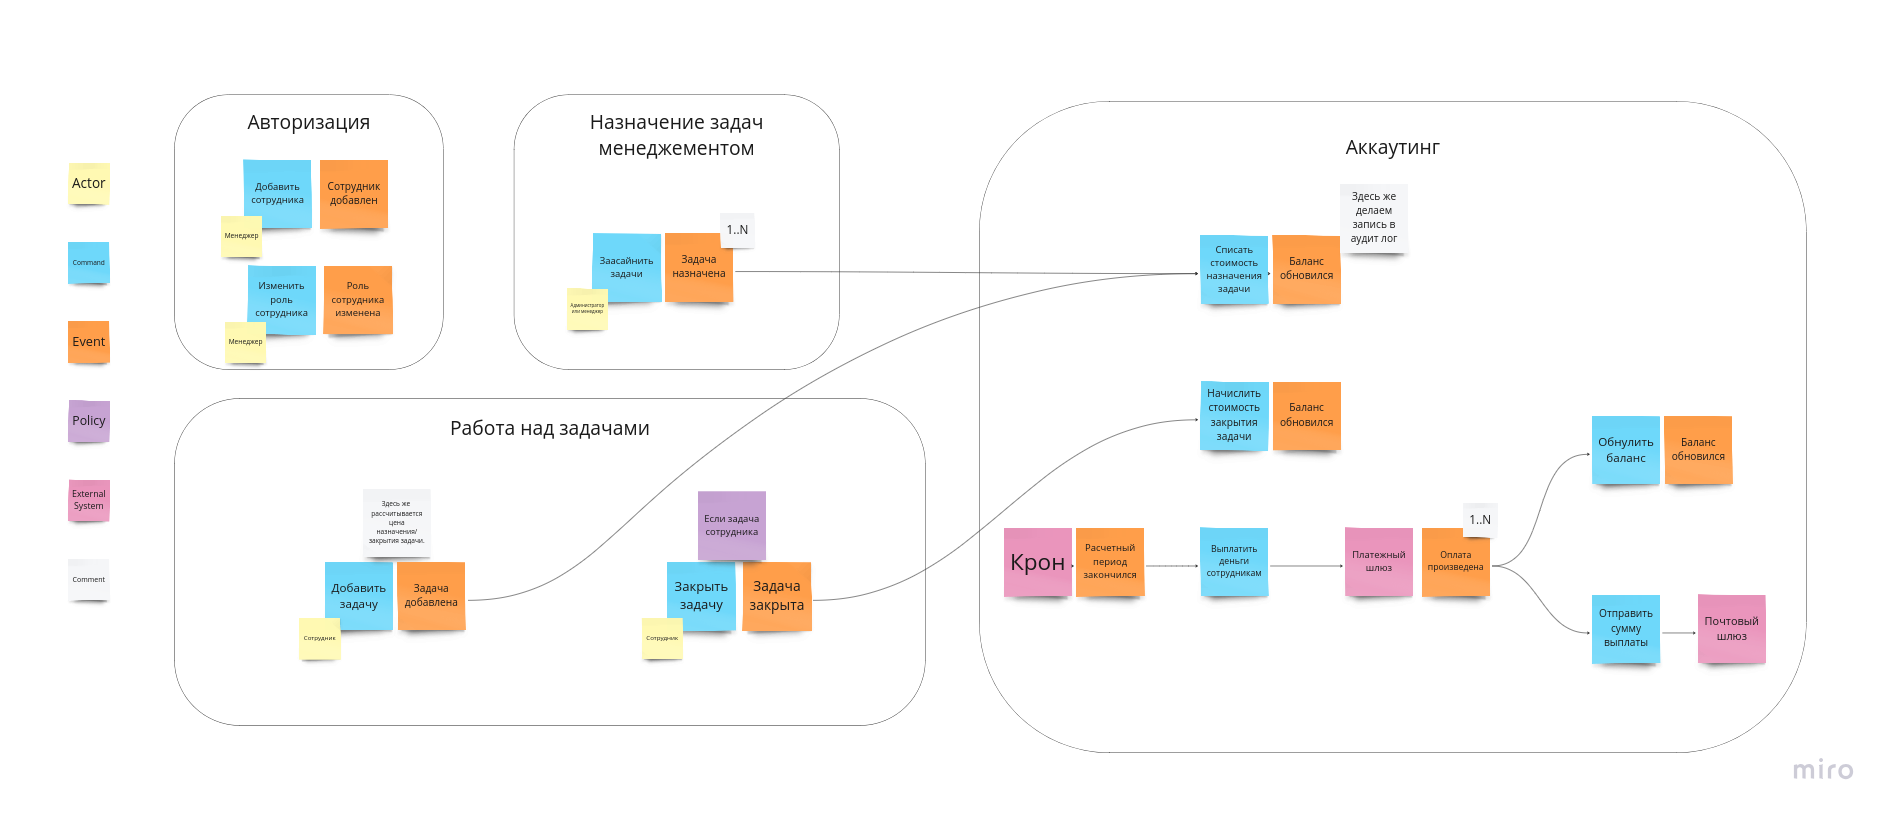 Actor
Command
Event
Policy
External
System
Comment
Авторизация
Добавить
сотрудника
Сотрудник
добавлен
Менеджер
Изменить
роль
сотрудника
Роль
сотрудника
изменена
Менеджер
Назначение задач
менеджементом
Заасайнить
задачи
Задача
назначена
1..N
Администратор
или менеджер
Работа над задачами
Здесь же
рассчитывается
цена
назначения/
закрытия задачи.
Добавить
задачу
Задача
добавлена
Сотрудник
Если задача
сотрудника
Закрыть
задачу
Задача
закрыта
Сотрудник
Аккаутинг
Здесь же
делаем
запись в
аудит лог
Списать
стоимость
назначения
задачи
Баланс
обновился
Начислить
стоимость
закрытия
задачи
Баланс
обновился
Крон
Расчетный
период
закончился
Выплатить
деньги
сотрудникам
Платежный
шлюз
Оплата
произведена
1..N
Обнулить
баланс
Баланс
обновился
Отправить
сумму
выплаты
Почтовый
шлюз
miro